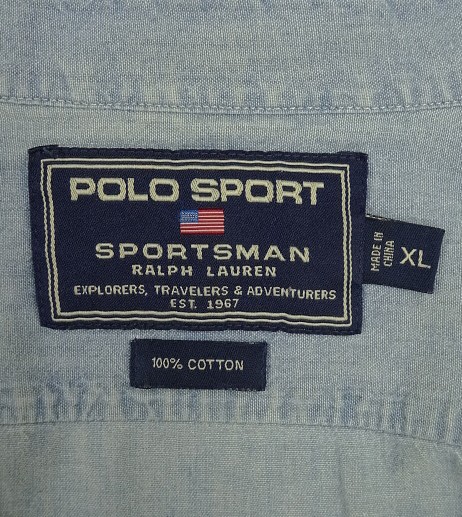 POLO SPORT
SPORTSMAN
RALPH LAUREN
EXPLORERS, TRAVELERS & ADVENTURERS
EST. 1967
MADE IN
CHINA
XL
100% COTTON